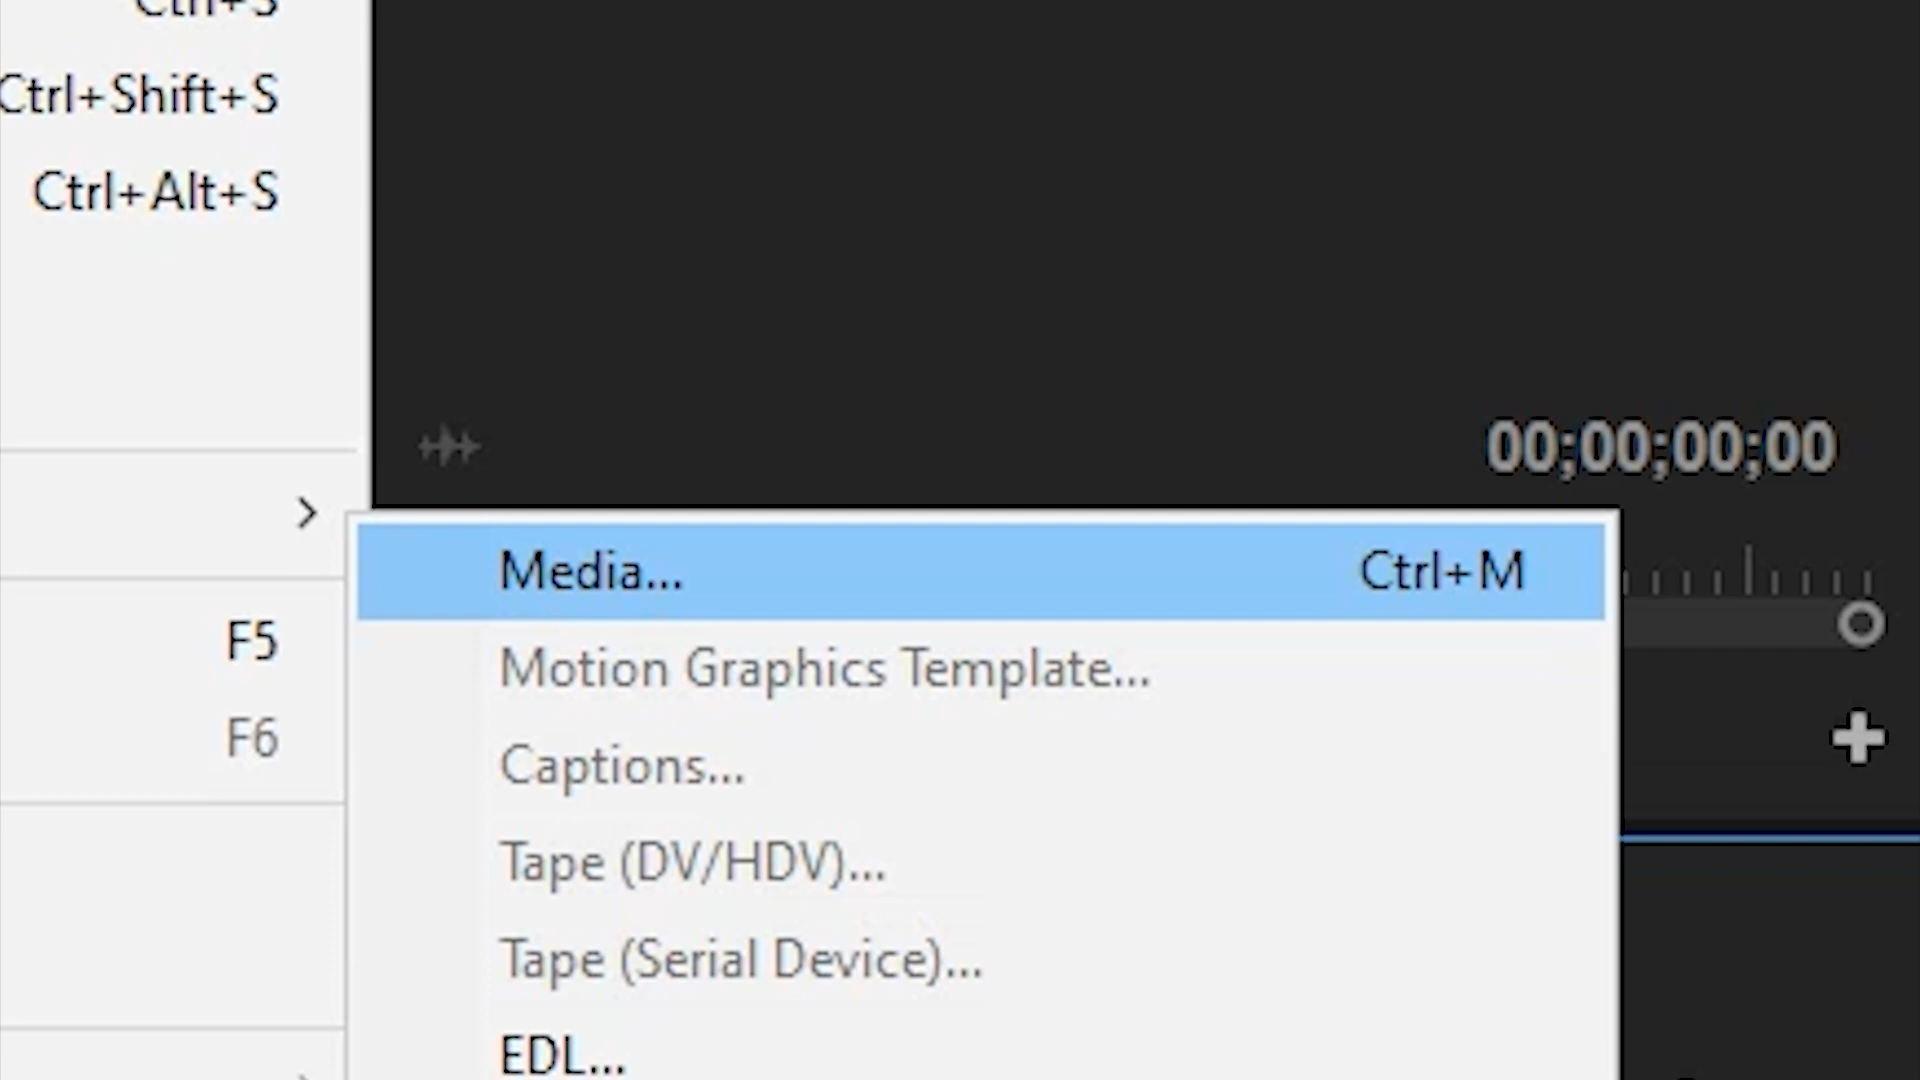 Ctrl+S
Ctrl+Shift+S
Ctrl+Alt+S
00;00;00;00
Media... Ctrl+M
F5
Motion Graphics Template...
F6
Captions...
Tape (DV/HDV)...
Tape (Serial Device)...
EDL...